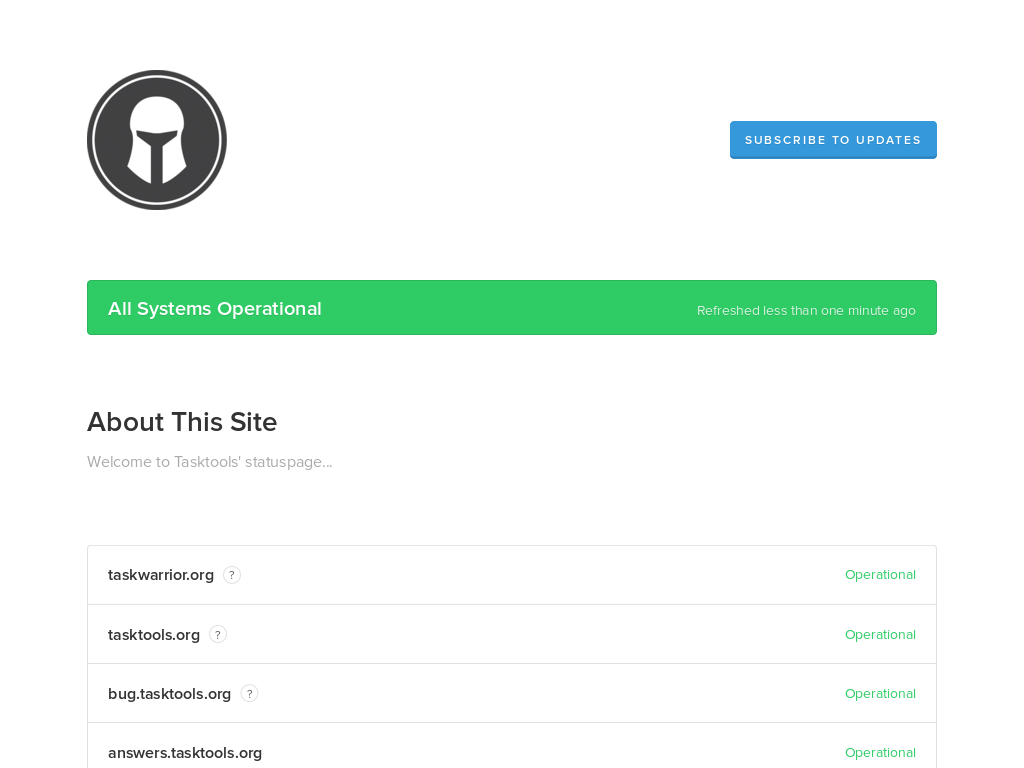 SUBSCRIBE TO UPDATES
All Systems Operational
Refreshed less than one minute ago
About This Site
Welcome to Tasktools' statuspage...
taskwarrior.org ? Operational
tasktools.org ? Operational
bug.tasktools.org ? Operational
answers.tasktools.org Operational